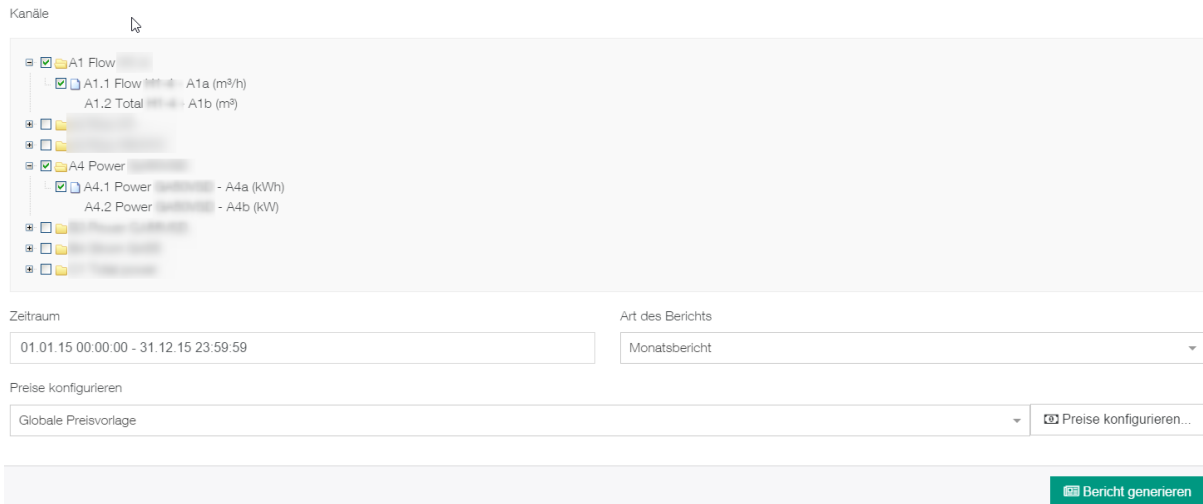 Kanäle
A1 Flow
A1.1 Flow - A1a (m³/h)
A1.2 Total - A1b (m³)
A4 Power
A4.1 Power - A4a (kWh)
A4.2 Power - A4b (kW)
Zeitraum
Art des Berichts
01.01.15 00:00:00 - 31.12.15 23:59:59
Monatsbericht
Preise konfigurieren
Globale Preisvorlage
Preise konfigurieren...
Bericht generieren